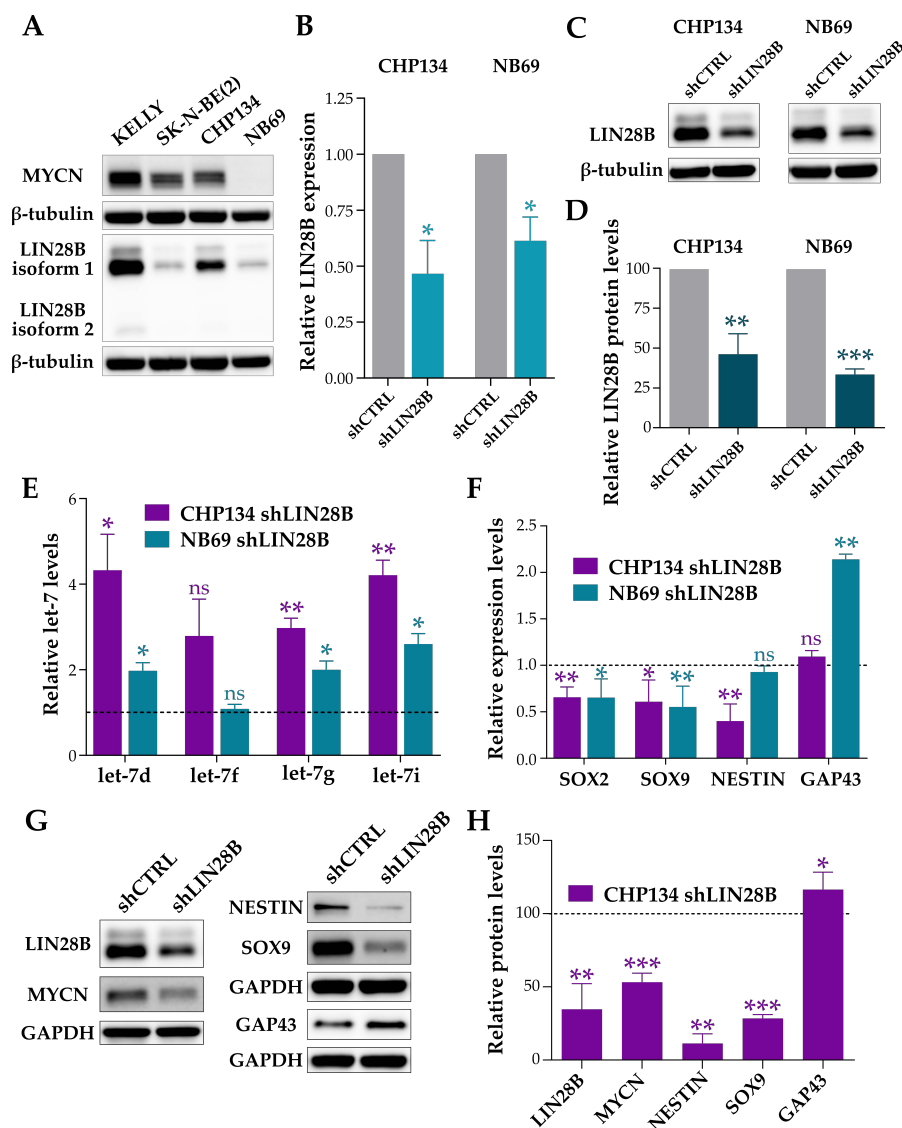 A
KELLY
SK-N-BE(2)
CHP134
NB69
MYCN
β-tubulin
LIN28B
isoform 1
LIN28B
isoform 2
β-tubulin
B
CHP134
NB69
Relative LIN28B expression
1.25
1.00
0.75
0.50
0.25
0.00
*
*
shCTRL
shLIN28B
shCTRL
shLIN28B
C
CHP134
NB69
shCTRL
shLIN28B
shCTRL
shLIN28B
LIN28B
β-tubulin
D
CHP134
NB69
Relative LIN28B protein levels
100
75
50
25
0
**
***
shCTRL
shLIN28B
shCTRL
shLIN28B
E
CHP134 shLIN28B
NB69 shLIN28B
Relative let-7 levels
6
4
2
0
*
*
ns
ns
**
*
**
*
let-7d
let-7f
let-7g
let-7i
F
CHP134 shLIN28B
NB69 shLIN28B
Relative expression levels
2.5
2.0
1.5
1.0
0.5
0.0
**
*
*
**
**
ns
ns
**
SOX2
SOX9
NESTIN
GAP43
G
shCTRL
shLIN28B
LIN28B
MYCN
GAPDH
shCTRL
shLIN28B
NESTIN
SOX9
GAPDH
GAP43
GAPDH
H
CHP134 shLIN28B
Relative protein levels
150
100
50
0
**
***
**
***
*
LIN28B
MYCN
NESTIN
SOX9
GAP43